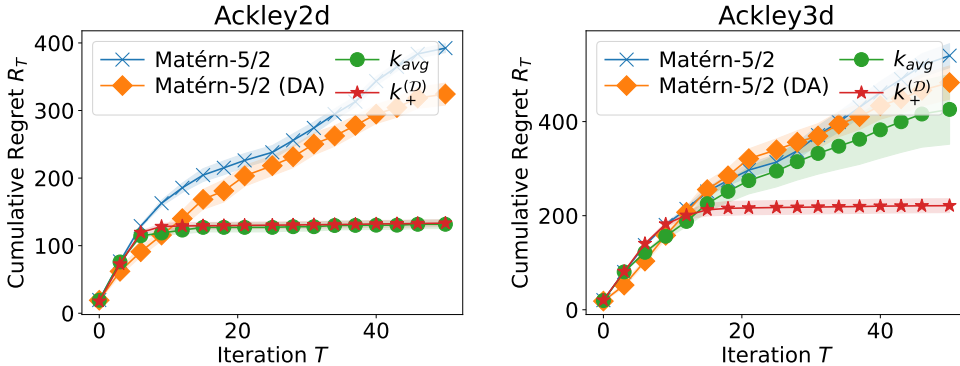 Ackley2d
Cumulative Regret R_T
400
300
200
100
0
Matérn-5/2
Matérn-5/2 (DA)
k_avg
k_+^(𝒟)
0
20
40
Iteration T
Ackley3d
Cumulative Regret R_T
400
200
0
Matérn-5/2
Matérn-5/2 (DA)
k_avg
k_+^(𝒟)
0
20
40
Iteration T